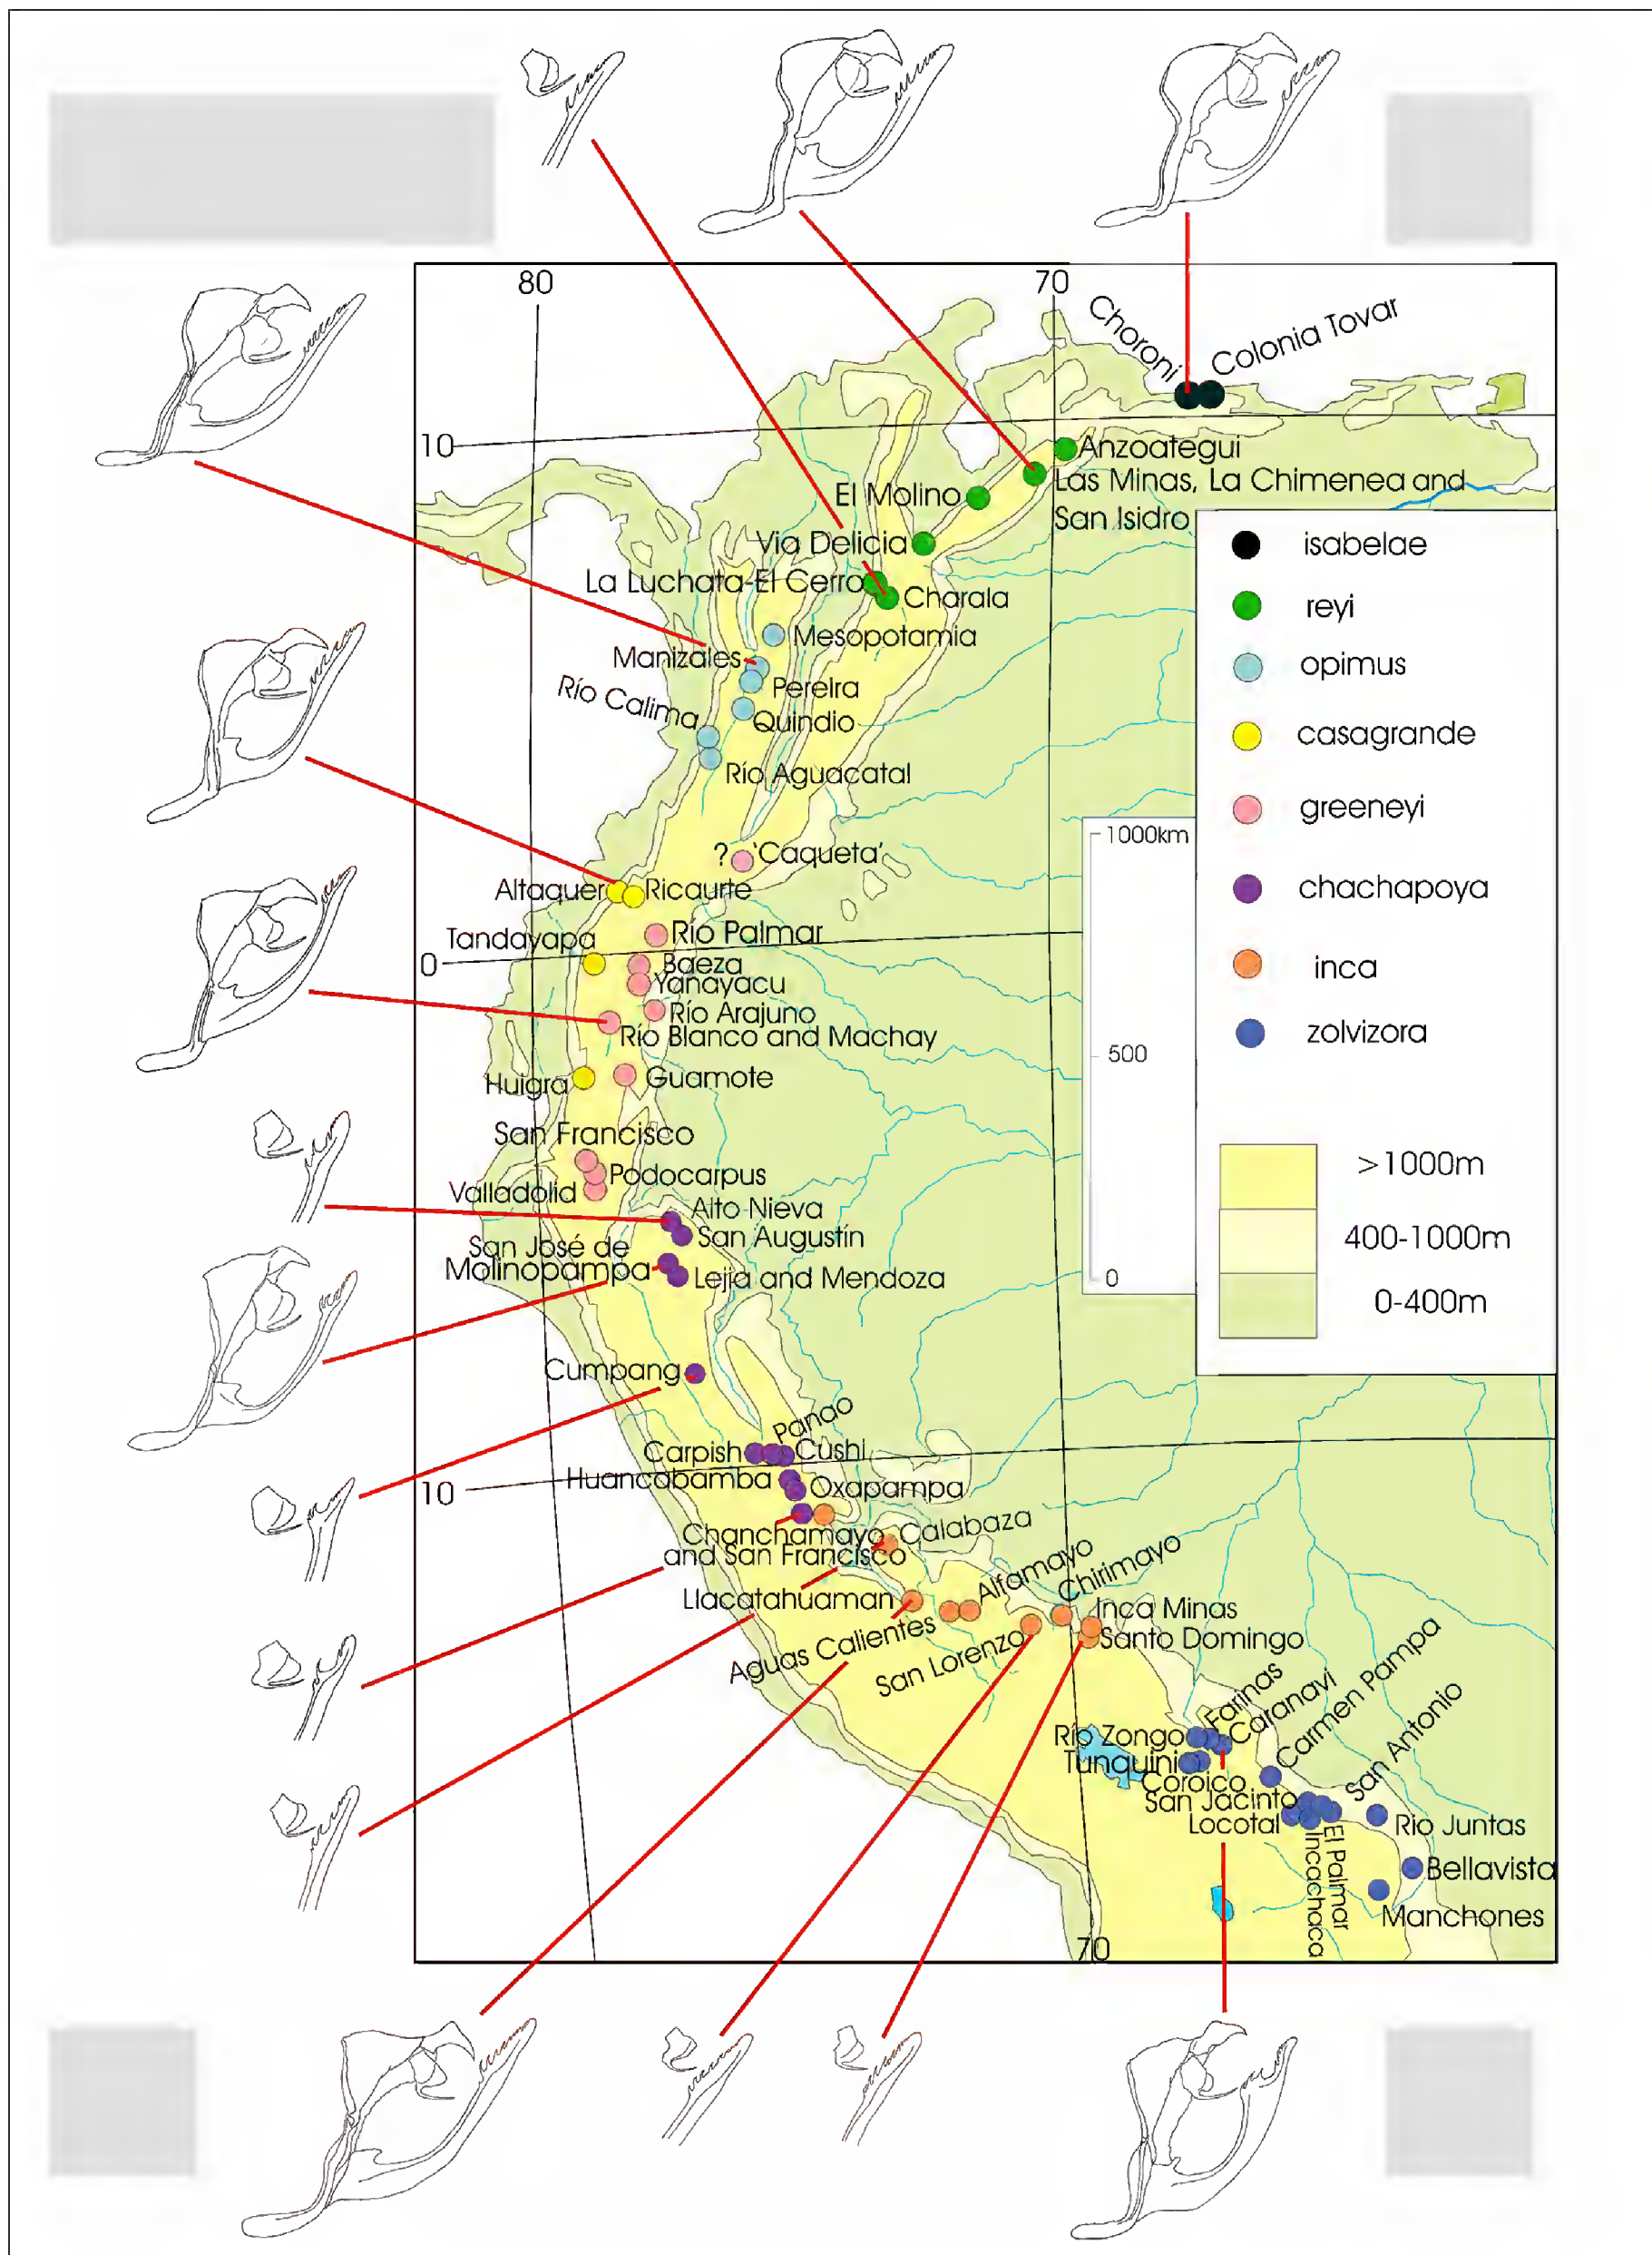 80
70
Choroni
Colonia Tovar
10
Anzoategui
Las Minas, La Chimenea and
San Isidro
El Molino
Via Delicia
La Luchata-El Cerro
Charala
Mesopotamia
Manizales
Pereira
Río Calima
Quindio
Río Aguacatal
? 'Caqueta'
Altaquer
Ricaurte
Río Palmar
Tandayapa
0
Baeza
Yanayacu
Río Arajuno
Río Blanco and Machay
Huigra
Guamote
San Francisco
Podocarpus
Valladolid
Alto Nieva
San Augustín
San José de
Molinopampa
Lejia and Mendoza
Cumpang
Panao
Carpish
Cushi
10
Huancabamba
Oxapampa
Chanchamayo
and San Francisco
Calabaza
Llacatahuaman
Alfamayo
Chirimayo
Aguas Calientes
San Lorenzo
Inca Minas
Santo Domingo
Farinas
Caranavi
Carmen Pampa
San Antonio
Río Zongo
Tunquini
Coroico
San Jacinto
Locotal
Incachaca
El Palmar
Rio Juntas
Bellavista
Manchones
70
isabelae
reyi
opimus
casagrande
greeneyi
chachapoya
inca
zolvizora
1000km
500
0
>1000m
400-1000m
0-400m